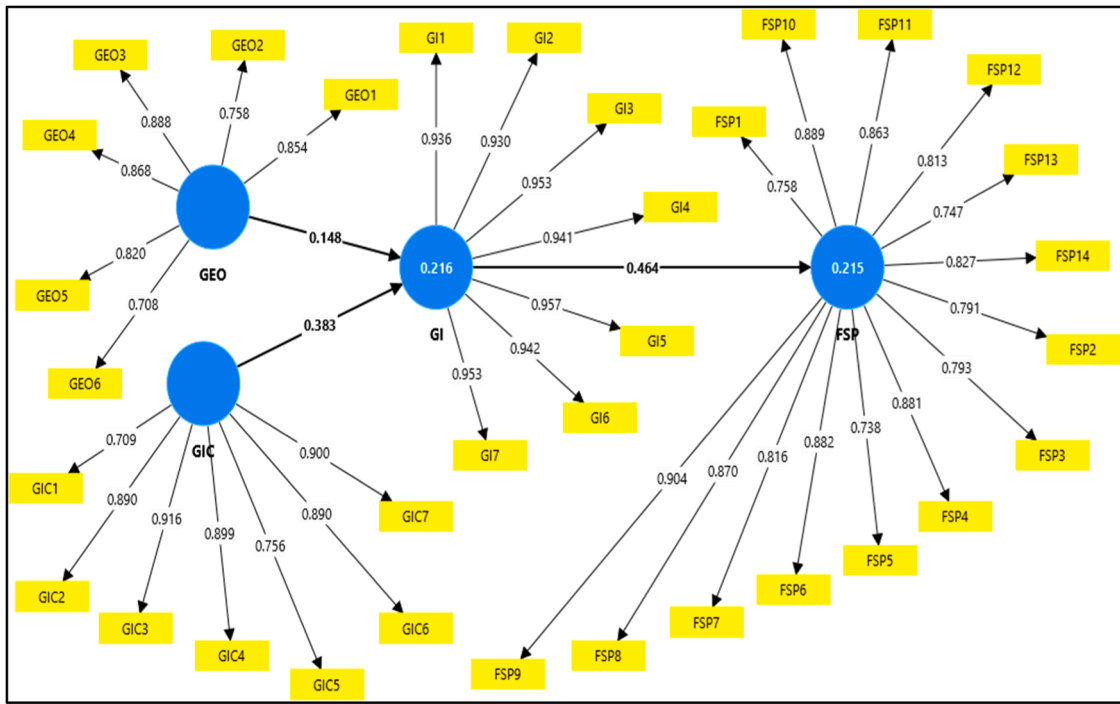 GEO3
GEO2
GEO1
GEO4
GEO5
GEO6
0.888
0.758
0.854
0.868
0.820
0.708
GEO
0.148
0.383
GIC
GIC1
GIC2
GIC3
GIC4
GIC5
GIC6
GIC7
0.709
0.890
0.916
0.899
0.756
0.890
0.900
GI1
GI2
GI3
GI4
GI5
GI6
GI7
0.936
0.930
0.953
0.941
0.957
0.942
0.953
0.216
GI
0.464
0.215
FSP
FSP10
FSP11
FSP12
FSP1
FSP13
FSP14
FSP2
FSP3
FSP4
FSP5
FSP6
FSP7
FSP8
FSP9
0.889
0.863
0.813
0.758
0.747
0.827
0.791
0.793
0.881
0.738
0.882
0.816
0.870
0.904